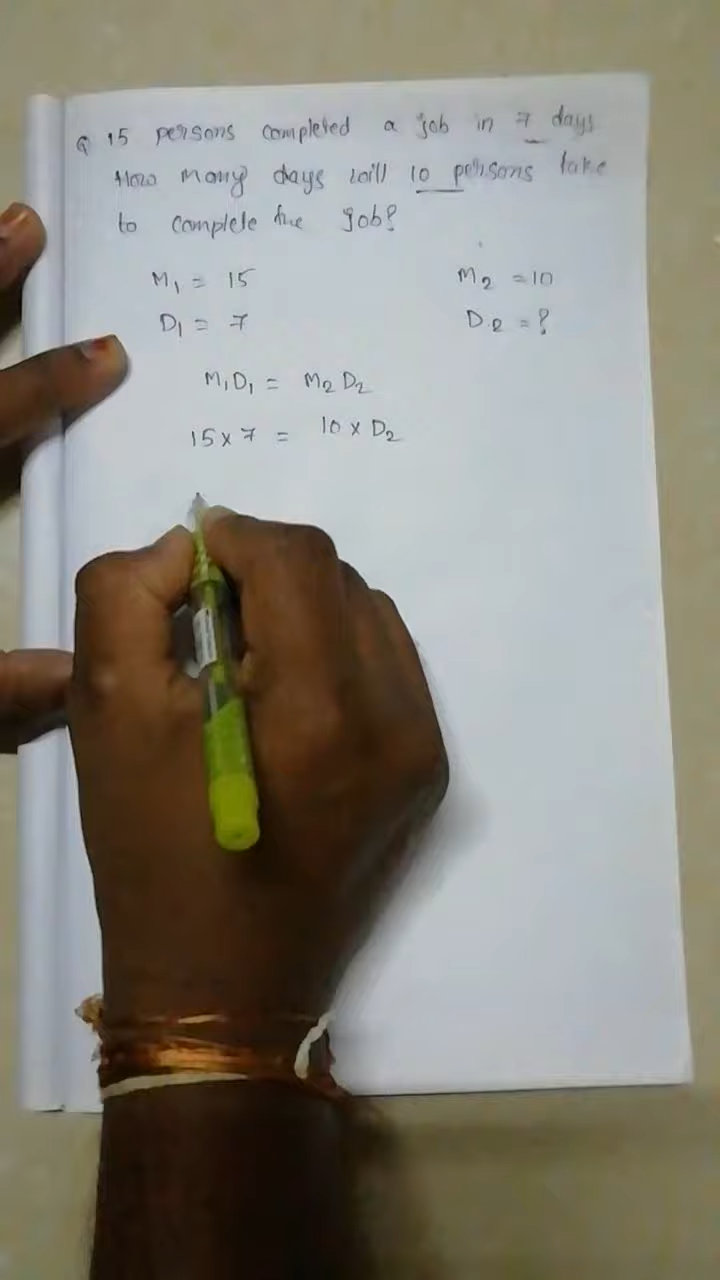 Q 15 persons completed a job in 7 days
How many days will 10 persons take
to complete the job?
M1 = 15 M2 = 10
D1 = 7 D2 = ?
M1D1 = M2D2
15 x 7 = 10 x D2